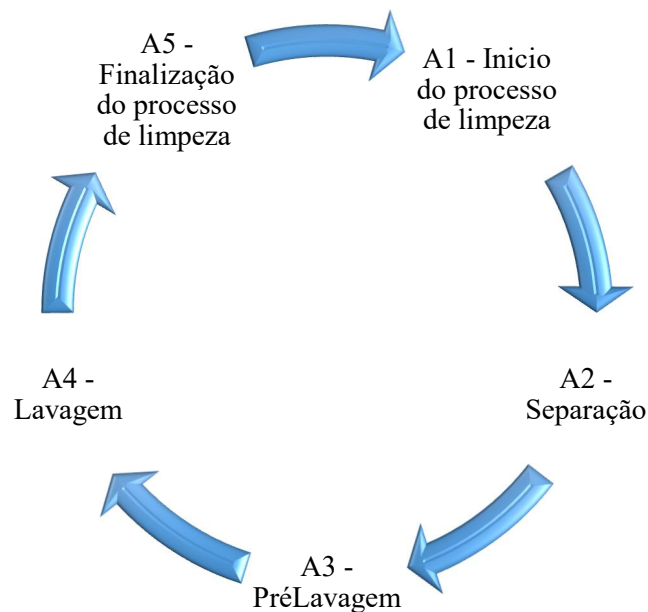 A1 - Inicio
do processo
de limpeza
A2 -
Separação
A3 -
PréLavagem
A4 -
Lavagem
A5 -
Finalização
do processo
de limpeza